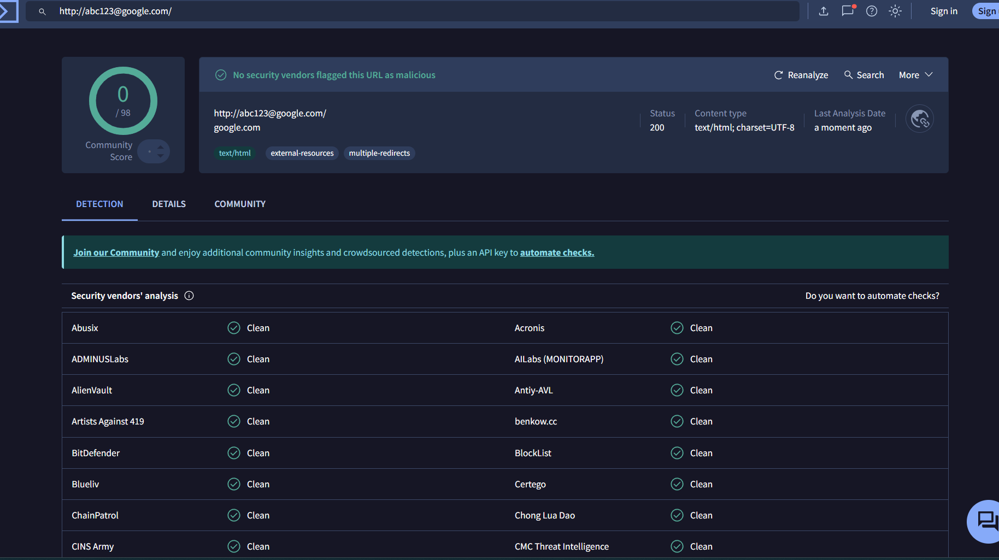 http://abc123@google.com/
Sign in
Sign
0
/ 98
Community
Score
No security vendors flagged this URL as malicious
Reanalyze
Search
More
http://abc123@google.com/
google.com
Status
200
Content type
text/html; charset=UTF-8
Last Analysis Date
a moment ago
text/html
external-resources
multiple-redirects
DETECTION
DETAILS
COMMUNITY
Join our Community and enjoy additional community insights and crowdsourced detections, plus an API key to automate checks.
Security vendors' analysis
Do you want to automate checks?
Abusix Clean Acronis Clean
ADMINUSLabs Clean AILabs (MONITORAPP) Clean
AlienVault Clean Antiy-AVL Clean
Artists Against 419 Clean benkow.cc Clean
BitDefender Clean BlockList Clean
Blueliv Clean Certego Clean
ChainPatrol Clean Chong Lua Dao Clean
CINS Army Clean CMC Threat Intelligence Clean